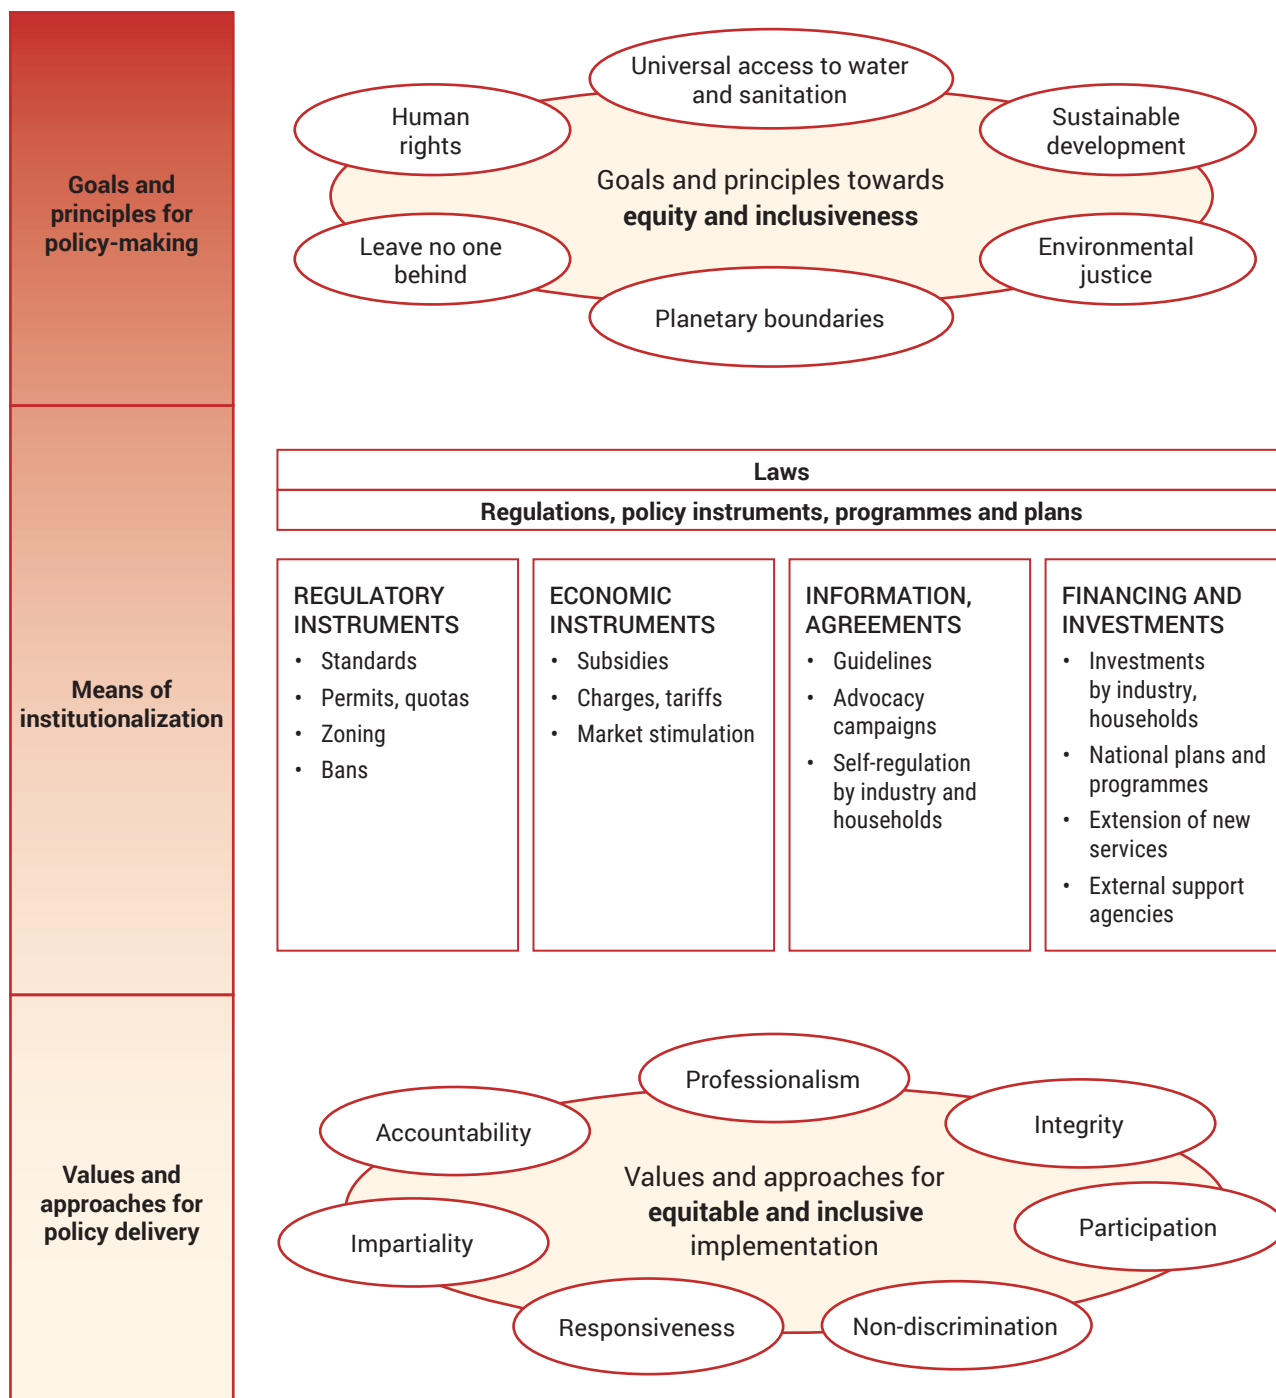 Goals and
principles for
policy-making
Universal access to water
and sanitation
Human
rights
Sustainable
development
Goals and principles towards
equity and inclusiveness
Leave no one
behind
Environmental
justice
Planetary boundaries
Means of
institutionalization
Laws
Regulations, policy instruments, programmes and plans
REGULATORY
INSTRUMENTS
• Standards
• Permits, quotas
• Zoning
• Bans
ECONOMIC
INSTRUMENTS
• Subsidies
• Charges, tariffs
• Market stimulation
INFORMATION,
AGREEMENTS
• Guidelines
• Advocacy
campaigns
• Self-regulation
by industry and
households
FINANCING AND
INVESTMENTS
• Investments
by industry,
households
• National plans and
programmes
• Extension of new
services
• External support
agencies
Values and
approaches for
policy delivery
Professionalism
Accountability
Integrity
Values and approaches for
equitable and inclusive
implementation
Impartiality
Participation
Responsiveness
Non-discrimination